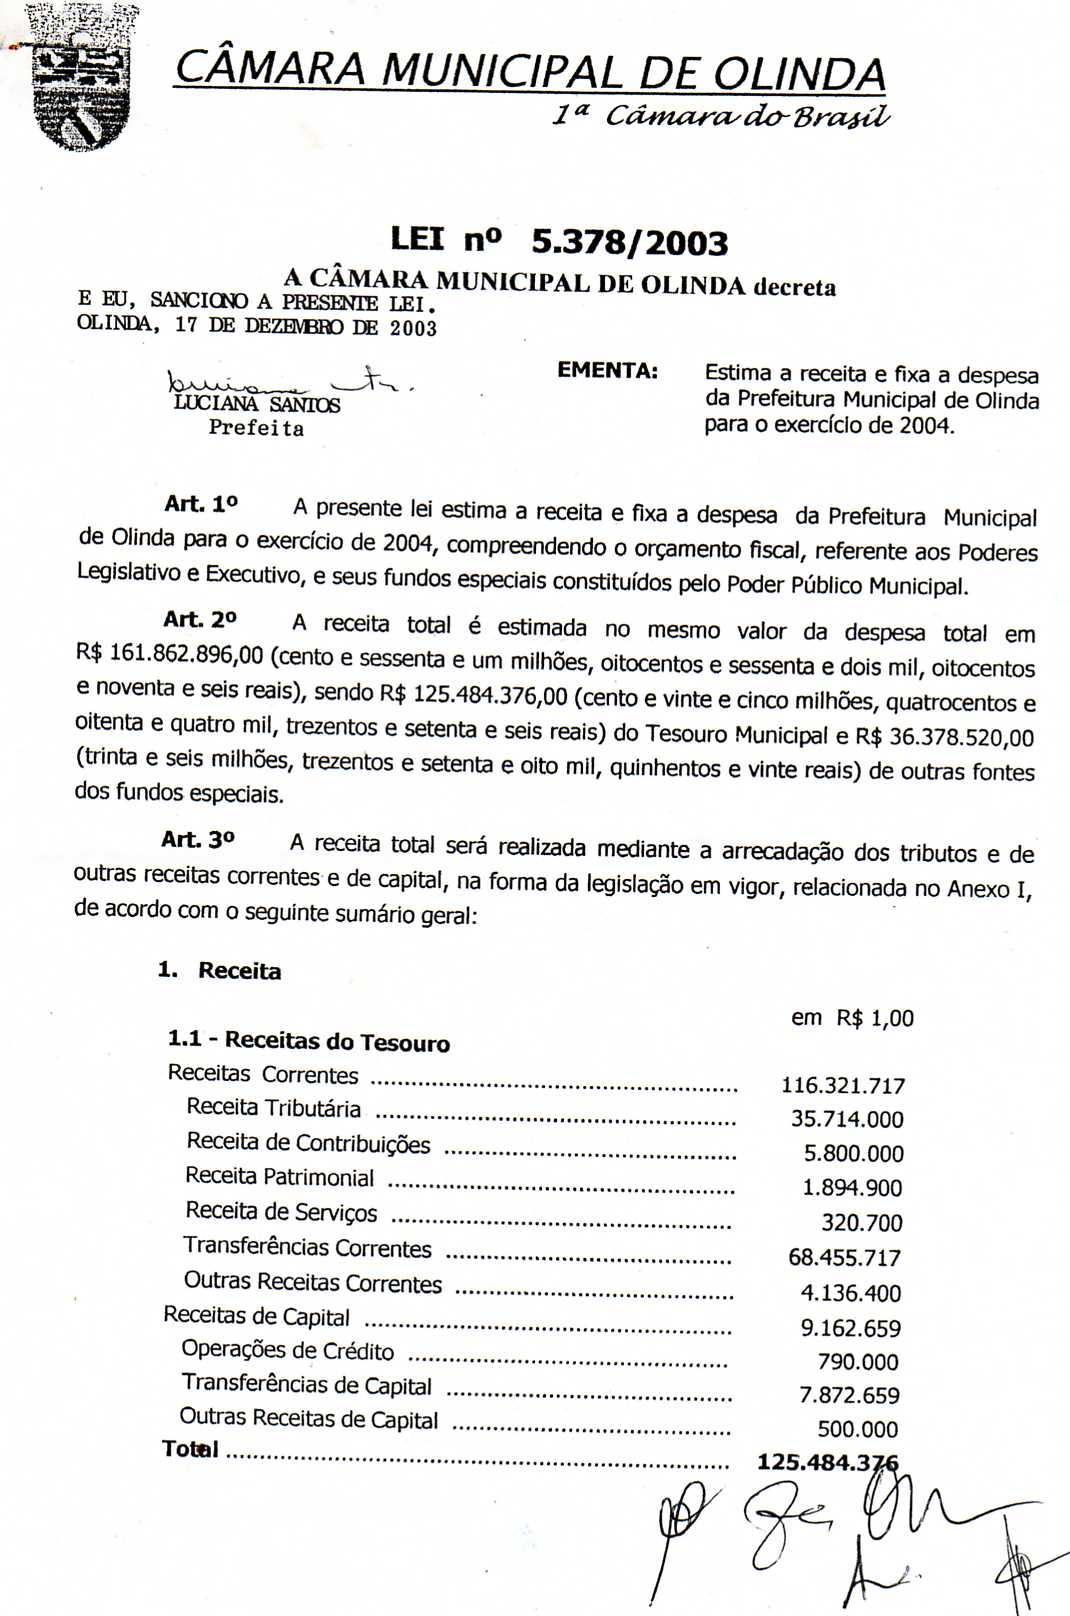 CÂMARA MUNICIPAL DE OLINDA
1ª Câmara do Brasil
LEI nº 5.378/2003
A CÂMARA MUNICIPAL DE OLINDA decreta
E EU, SANCIONO A PRESENTE LEI.
OLINDA, 17 DE DEZEMBRO DE 2003
LUCIANA SANTOS
Prefeita
EMENTA: Estima a receita e fixa a despesa
da Prefeitura Municipal de Olinda
para o exercício de 2004.
Art. 1º A presente lei estima a receita e fixa a despesa da Prefeitura Municipal
de Olinda para o exercício de 2004, compreendendo o orçamento fiscal, referente aos Poderes
Legislativo e Executivo, e seus fundos especiais constituídos pelo Poder Público Municipal.
Art. 2º A receita total é estimada no mesmo valor da despesa total em
R$ 161.862.896,00 (cento e sessenta e um milhões, oitocentos e sessenta e dois mil, oitocentos
e noventa e seis reais), sendo R$ 125.484.376,00 (cento e vinte e cinco milhões, quatrocentos e
oitenta e quatro mil, trezentos e setenta e seis reais) do Tesouro Municipal e R$ 36.378.520,00
(trinta e seis milhões, trezentos e setenta e oito mil, quinhentos e vinte reais) de outras fontes
dos fundos especiais.
Art. 3º A receita total será realizada mediante a arrecadação dos tributos e de
outras receitas correntes e de capital, na forma da legislação em vigor, relacionada no Anexo I,
de acordo com o seguinte sumário geral:
1. Receita
em R$ 1,00
1.1 - Receitas do Tesouro
Receitas Correntes ........ 116.321.717
Receita Tributária ........ 35.714.000
Receita de Contribuições ........ 5.800.000
Receita Patrimonial ........ 1.894.900
Receita de Serviços ........ 320.700
Transferências Correntes ........ 68.455.717
Outras Receitas Correntes ........ 4.136.400
Receitas de Capital ........ 9.162.659
Operações de Crédito ........ 790.000
Transferências de Capital ........ 7.872.659
Outras Receitas de Capital ........ 500.000
Total ........ 125.484.376